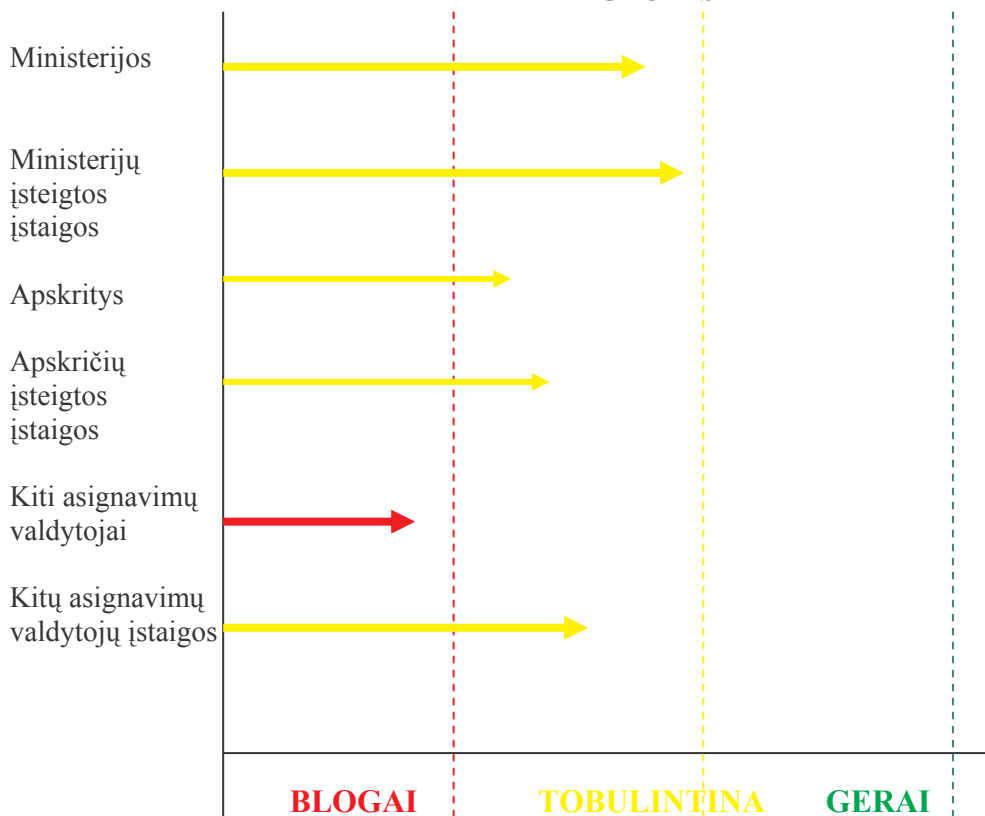 Ministerijos
Ministerijų
įsteigtos
įstaigos
Apskritys
Apskričių
įsteigtos
įstaigos
Kiti asignavimų
valdytojai
Kitų asignavimų
valdytojų įstaigos
BLOGAI TOBULINTINA GERAI